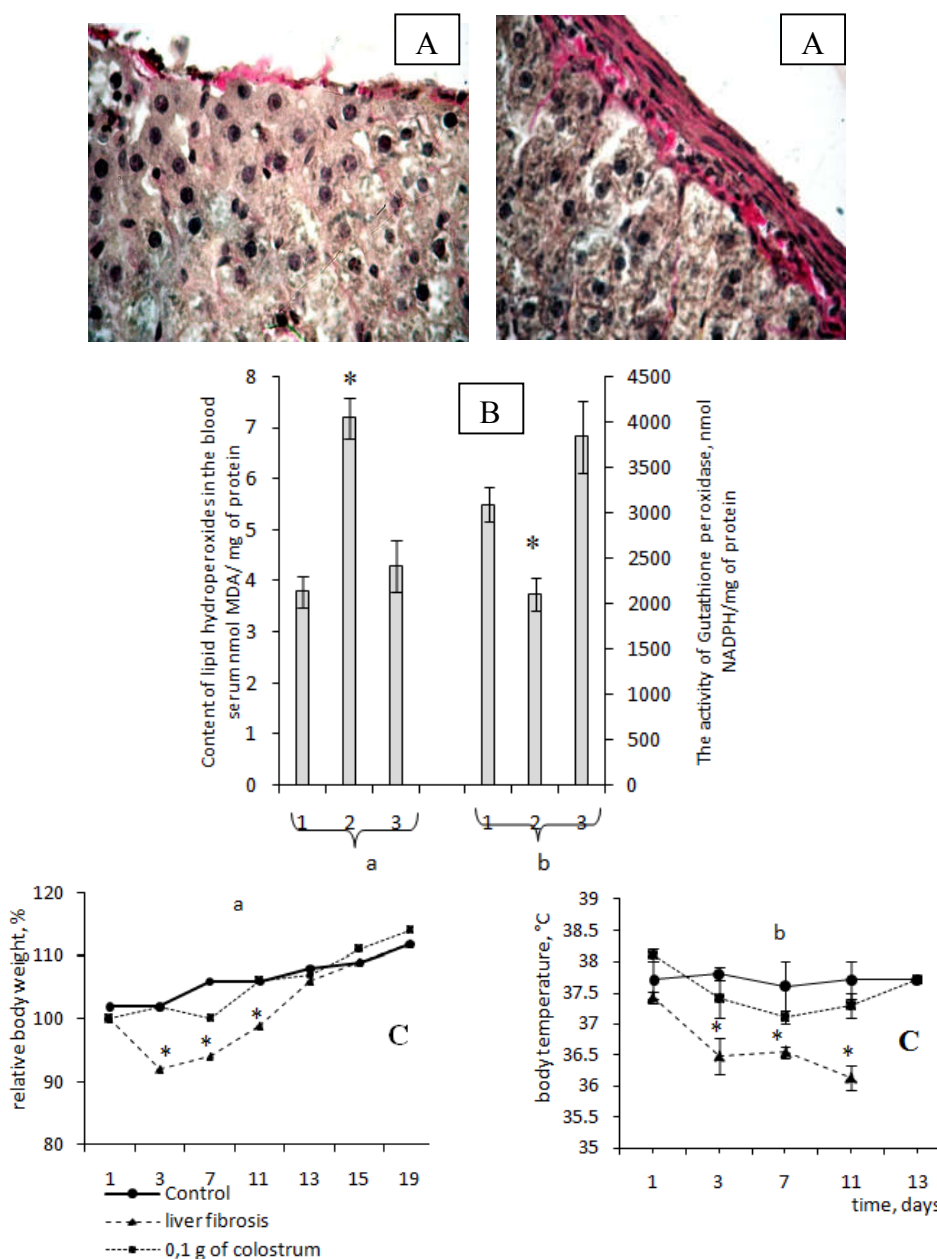 A
A
8
7
6
5
4
3
2
1
0
Content of lipid hydroperoxides in the blood
serum nmol MDA/ mg of protein
*
B
*
4500
4000
3500
3000
2500
2000
1500
1000
500
0
The activity of Gutathione peroxidase, nmol
NADPH/mg of protein
1 2 3 1 2 3
a b
120
110
100
90
80
relative body weight, %
a
* * *
C
1 3 7 11 13 15 19
Control
liver fibrosis
0,1 g of colostrum
39
38.5
38
37.5
37
36.5
36
35.5
35
body temperature, °C
b
* * *
C
1 3 7 11 13
time, days